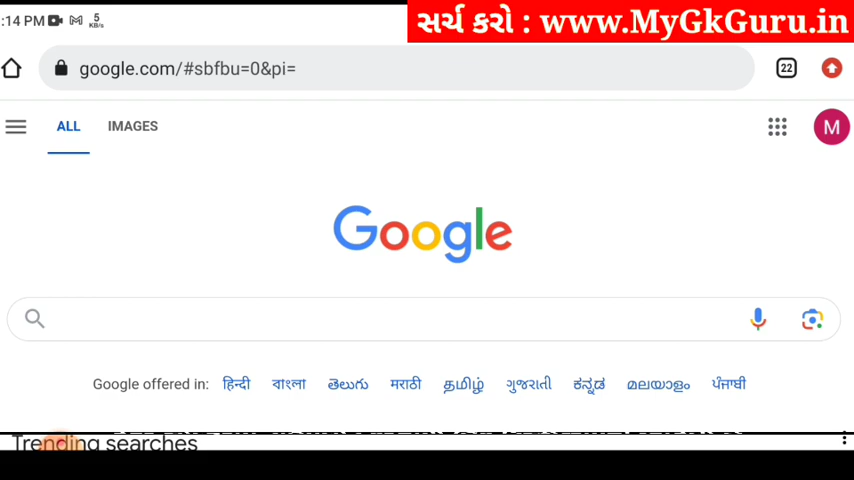 :14 PM 5 KB/s
સર્ચ કરો : www.MyGkGuru.in
google.com/#sbfbu=0&pi= 22
ALL IMAGES M
Google
Google offered in: हिन्दी বাংলা తెలుగు मराठी தமிழ் ગુજરાતી ಕನ್ನಡ മലയാളം ਪੰਜਾਬੀ
Trending searches